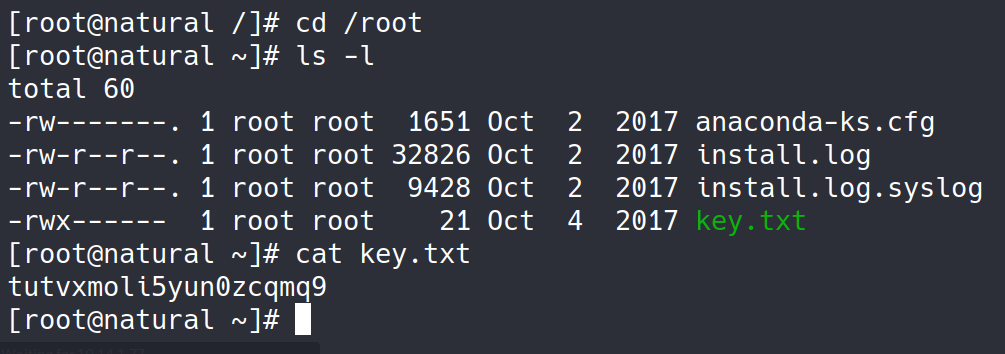 [root@natural /]# cd /root
[root@natural ~]# ls -l
total 60
-rw-------. 1 root root  1651 Oct  2  2017 anaconda-ks.cfg
-rw-r--r--. 1 root root 32826 Oct  2  2017 install.log
-rw-r--r--. 1 root root  9428 Oct  2  2017 install.log.syslog
-rwx------  1 root root    21 Oct  4  2017 key.txt
[root@natural ~]# cat key.txt
tutvxmoli5yun0zcqmq9
[root@natural ~]#